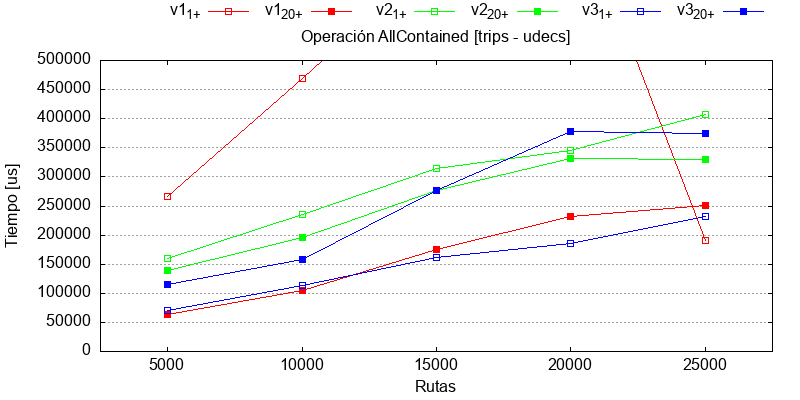 v1₁₊ v1₂₀₊ v2₁₊ v2₂₀₊ v3₁₊ v3₂₀₊
Operación AllContained [trips - udecs]
500000
450000
400000
350000
300000
250000
200000
150000
100000
50000
0
Tiempo [us]
5000 10000 15000 20000 25000
Rutas